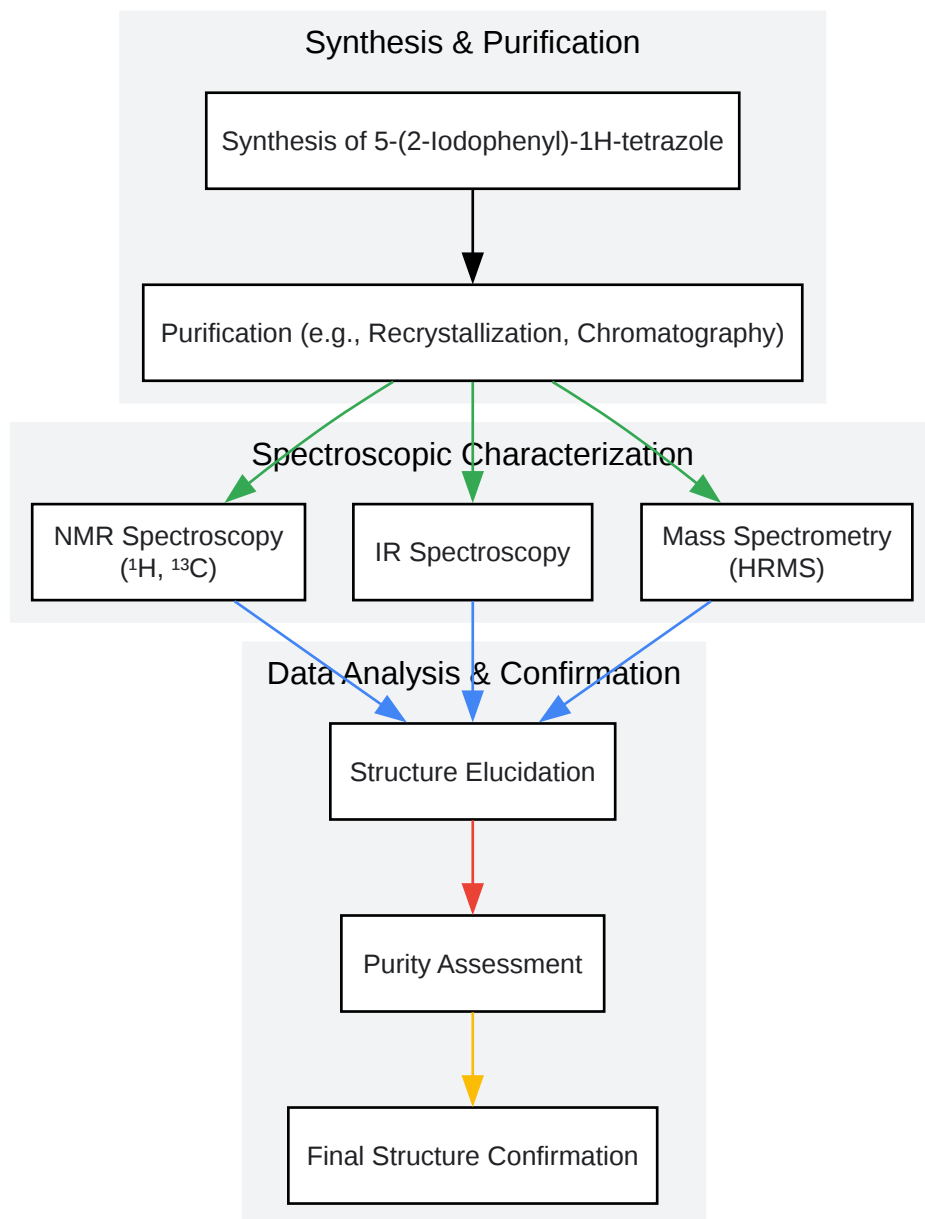 Synthesis & Purification
Synthesis of 5-(2-Iodophenyl)-1H-tetrazole
Purification (e.g., Recrystallization, Chromatography)
Spectroscopic Characterization
NMR Spectroscopy
(¹H, ¹³C)
IR Spectroscopy
Mass Spectrometry
(HRMS)
Data Analysis & Confirmation
Structure Elucidation
Purity Assessment
Final Structure Confirmation